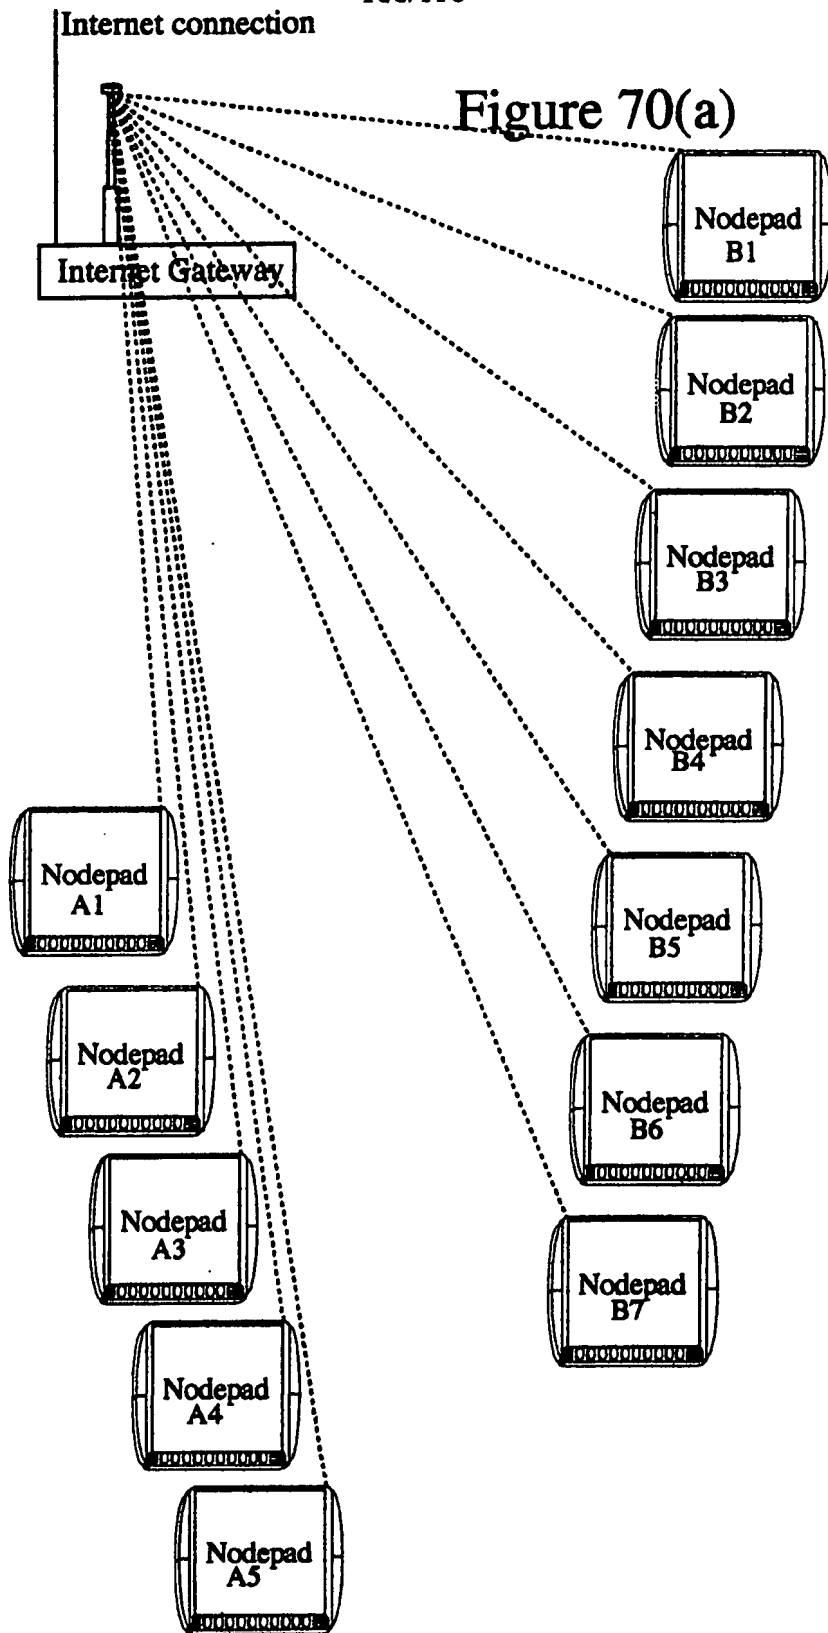 Internet connection
Figure 70(a)
Internet Gateway
Nodepad
B1
Nodepad
B2
Nodepad
B3
Nodepad
B4
Nodepad
B5
Nodepad
B6
Nodepad
B7
Nodepad
A1
Nodepad
A2
Nodepad
A3
Nodepad
A4
Nodepad
A5